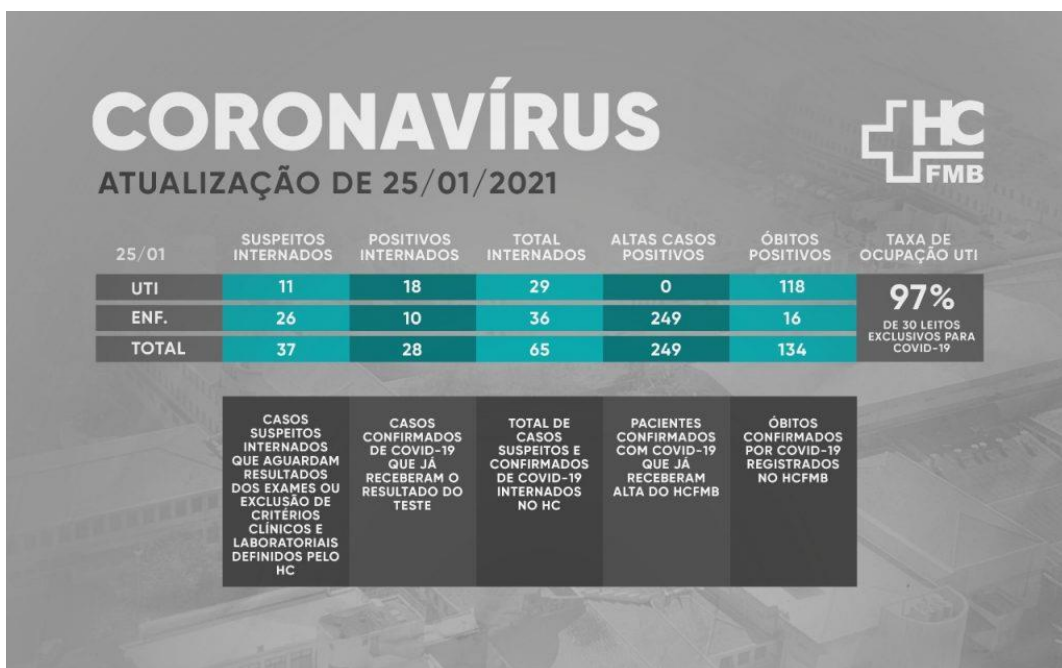 CORONAVÍRUS
ATUALIZAÇÃO DE 25/01/2021
HC
FMB
25/01
SUSPEITOS
INTERNADOS
POSITIVOS
INTERNADOS
TOTAL
INTERNADOS
ALTAS CASOS
POSITIVOS
ÓBITOS
POSITIVOS
TAXA DE
OCUPAÇÃO UTI
UTI 11 18 29 0 118
ENF. 26 10 36 249 16
TOTAL 37 28 65 249 134
97%
DE 30 LEITOS
EXCLUSIVOS PARA
COVID-19
CASOS
SUSPEITOS
INTERNADOS
QUE AGUARDAM
RESULTADOS
DOS EXAMES OU
EXCLUSÃO DE
CRITÉRIOS
CLÍNICOS E
LABORATORIAIS
DEFINIDOS PELO
HC
CASOS
CONFIRMADOS
DE COVID-19
QUE JÁ
RECEBERAM O
RESULTADO DO
TESTE
TOTAL DE
CASOS
SUSPEITOS E
CONFIRMADOS
DE COVID-19
INTERNADOS
NO HC
PACIENTES
CONFIRMADOS
COM COVID-19
QUE JÁ
RECEBERAM
ALTA DO HCFMB
ÓBITOS
CONFIRMADOS
POR COVID-19
REGISTRADOS
NO HCFMB